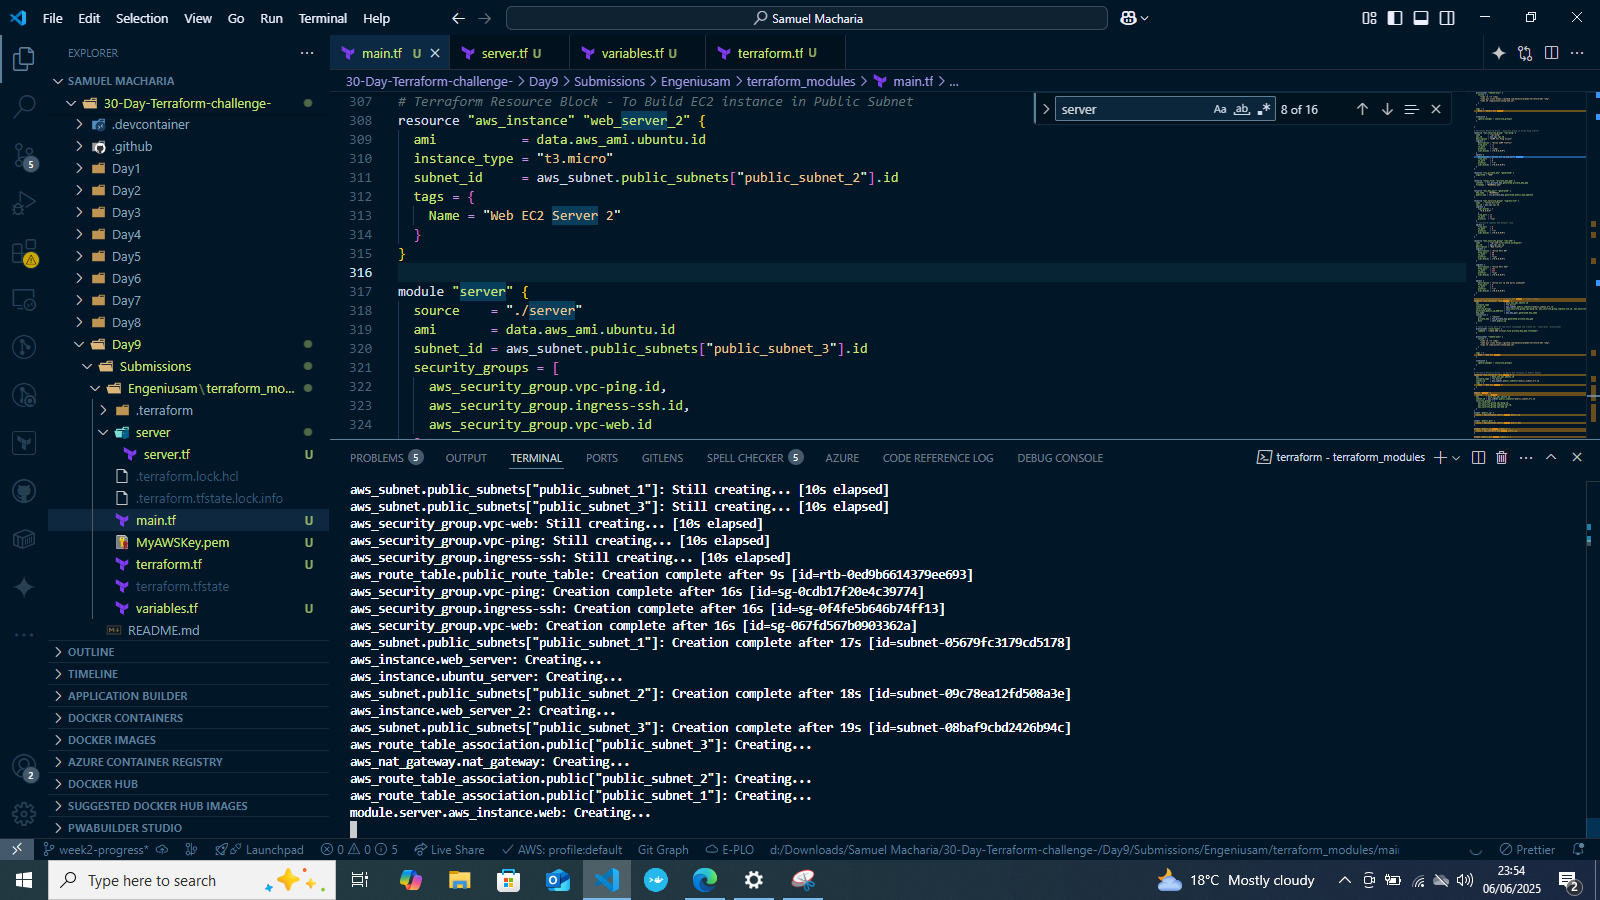 File Edit Selection View Go Run Terminal Help
Samuel Macharia
EXPLORER
SAMUEL MACHARIA
30-Day-Terraform-challenge-
.devcontainer
.github
Day1
Day2
Day3
Day4
Day5
Day6
Day7
Day8
Day9
Submissions
Engeniusam\terraform_mo...
.terraform
server
server.tf U
.terraform.lock.hcl
.terraform.tfstate.lock.info
main.tf U
MyAWSKey.pem U
terraform.tf U
terraform.tfstate
variables.tf U
README.md
OUTLINE
TIMELINE
APPLICATION BUILDER
DOCKER CONTAINERS
DOCKER IMAGES
AZURE CONTAINER REGISTRY
DOCKER HUB
SUGGESTED DOCKER HUB IMAGES
PWABUILDER STUDIO
5
2
main.tf U server.tf U variables.tf U terraform.tf U
30-Day-Terraform-challenge- > Day9 > Submissions > Engeniusam > terraform_modules > main.tf > ...
server Aa ab 8 of 16
307 # Terraform Resource Block - To Build EC2 instance in Public Subnet
308 resource "aws_instance" "web_server_2" {
309 ami = data.aws_ami.ubuntu.id
310 instance_type = "t3.micro"
311 subnet_id = aws_subnet.public_subnets["public_subnet_2"].id
312 tags = {
313 Name = "Web EC2 Server 2"
314 }
315 }
316
317 module "server" {
318 source = "./server"
319 ami = data.aws_ami.ubuntu.id
320 subnet_id = aws_subnet.public_subnets["public_subnet_3"].id
321 security_groups = [
322 aws_security_group.vpc-ping.id,
323 aws_security_group.ingress-ssh.id,
324 aws_security_group.vpc-web.id
PROBLEMS 5 OUTPUT TERMINAL PORTS GITLENS SPELL CHECKER 5 AZURE CODE REFERENCE LOG DEBUG CONSOLE
terraform - terraform_modules
aws_subnet.public_subnets["public_subnet_1"]: Still creating... [10s elapsed]
aws_subnet.public_subnets["public_subnet_3"]: Still creating... [10s elapsed]
aws_security_group.vpc-web: Still creating... [10s elapsed]
aws_security_group.vpc-ping: Still creating... [10s elapsed]
aws_security_group.ingress-ssh: Still creating... [10s elapsed]
aws_route_table.public_route_table: Creation complete after 9s [id=rtb-0ed9b6614379ee693]
aws_security_group.vpc-ping: Creation complete after 16s [id=sg-0cdb17f20e4c39774]
aws_security_group.ingress-ssh: Creation complete after 16s [id=sg-0f4fe5b646b74ff13]
aws_security_group.vpc-web: Creation complete after 16s [id=sg-067fd567b0903362a]
aws_subnet.public_subnets["public_subnet_1"]: Creation complete after 17s [id=subnet-05679fc3179cd5178]
aws_instance.web_server: Creating...
aws_instance.ubuntu_server: Creating...
aws_subnet.public_subnets["public_subnet_2"]: Creation complete after 18s [id=subnet-09c78ea12fd508a3e]
aws_instance.web_server_2: Creating...
aws_subnet.public_subnets["public_subnet_3"]: Creation complete after 19s [id=subnet-08baf9cbd2426b94c]
aws_route_table_association.public["public_subnet_3"]: Creating...
aws_nat_gateway.nat_gateway: Creating...
aws_route_table_association.public["public_subnet_2"]: Creating...
aws_route_table_association.public["public_subnet_1"]: Creating...
module.server.aws_instance.web: Creating...
week2-progress* Launchpad 0 0 5 Live Share AWS: profile:default Git Graph E-PLO d:/Downloads/Samuel Macharia/30-Day-Terraform-challenge-/Day9/Submissions/Engeniusam/terraform_modules/mai Prettier
Type here to search
18°C Mostly cloudy
23:54
06/06/2025
2